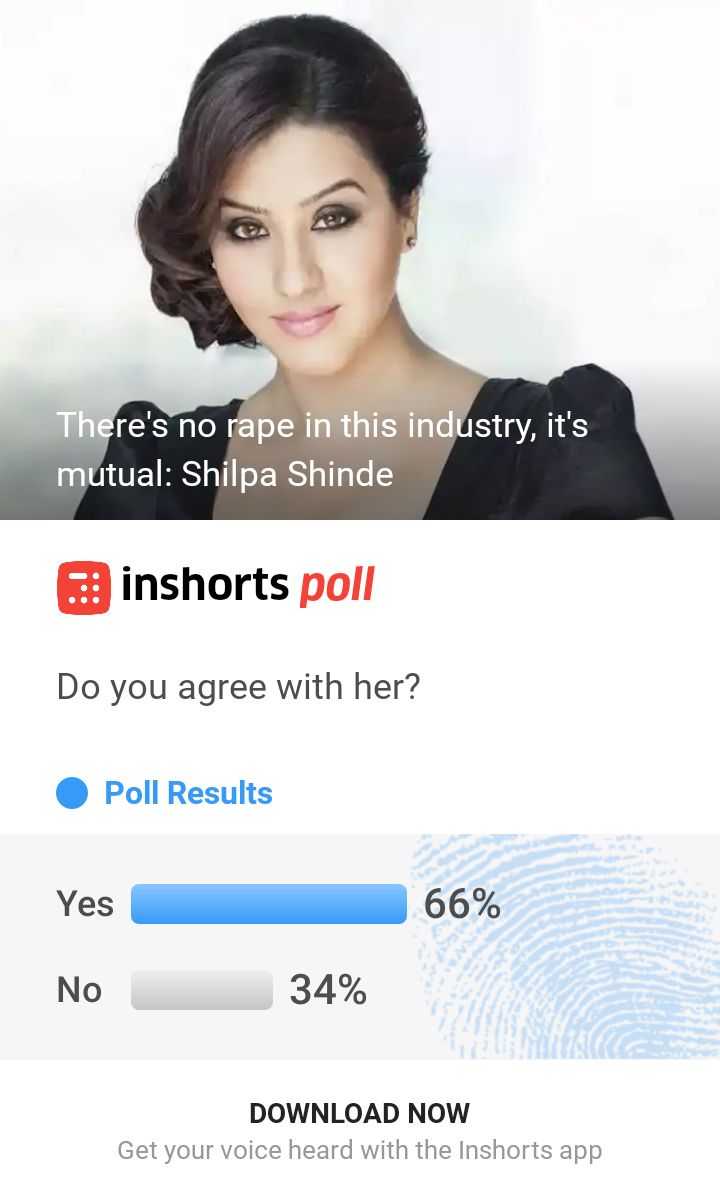 There's no rape in this industry, it's
mutual: Shilpa Shinde
inshorts poll
Do you agree with her?
Poll Results
Yes 66%
No 34%
DOWNLOAD NOW
Get your voice heard with the Inshorts app